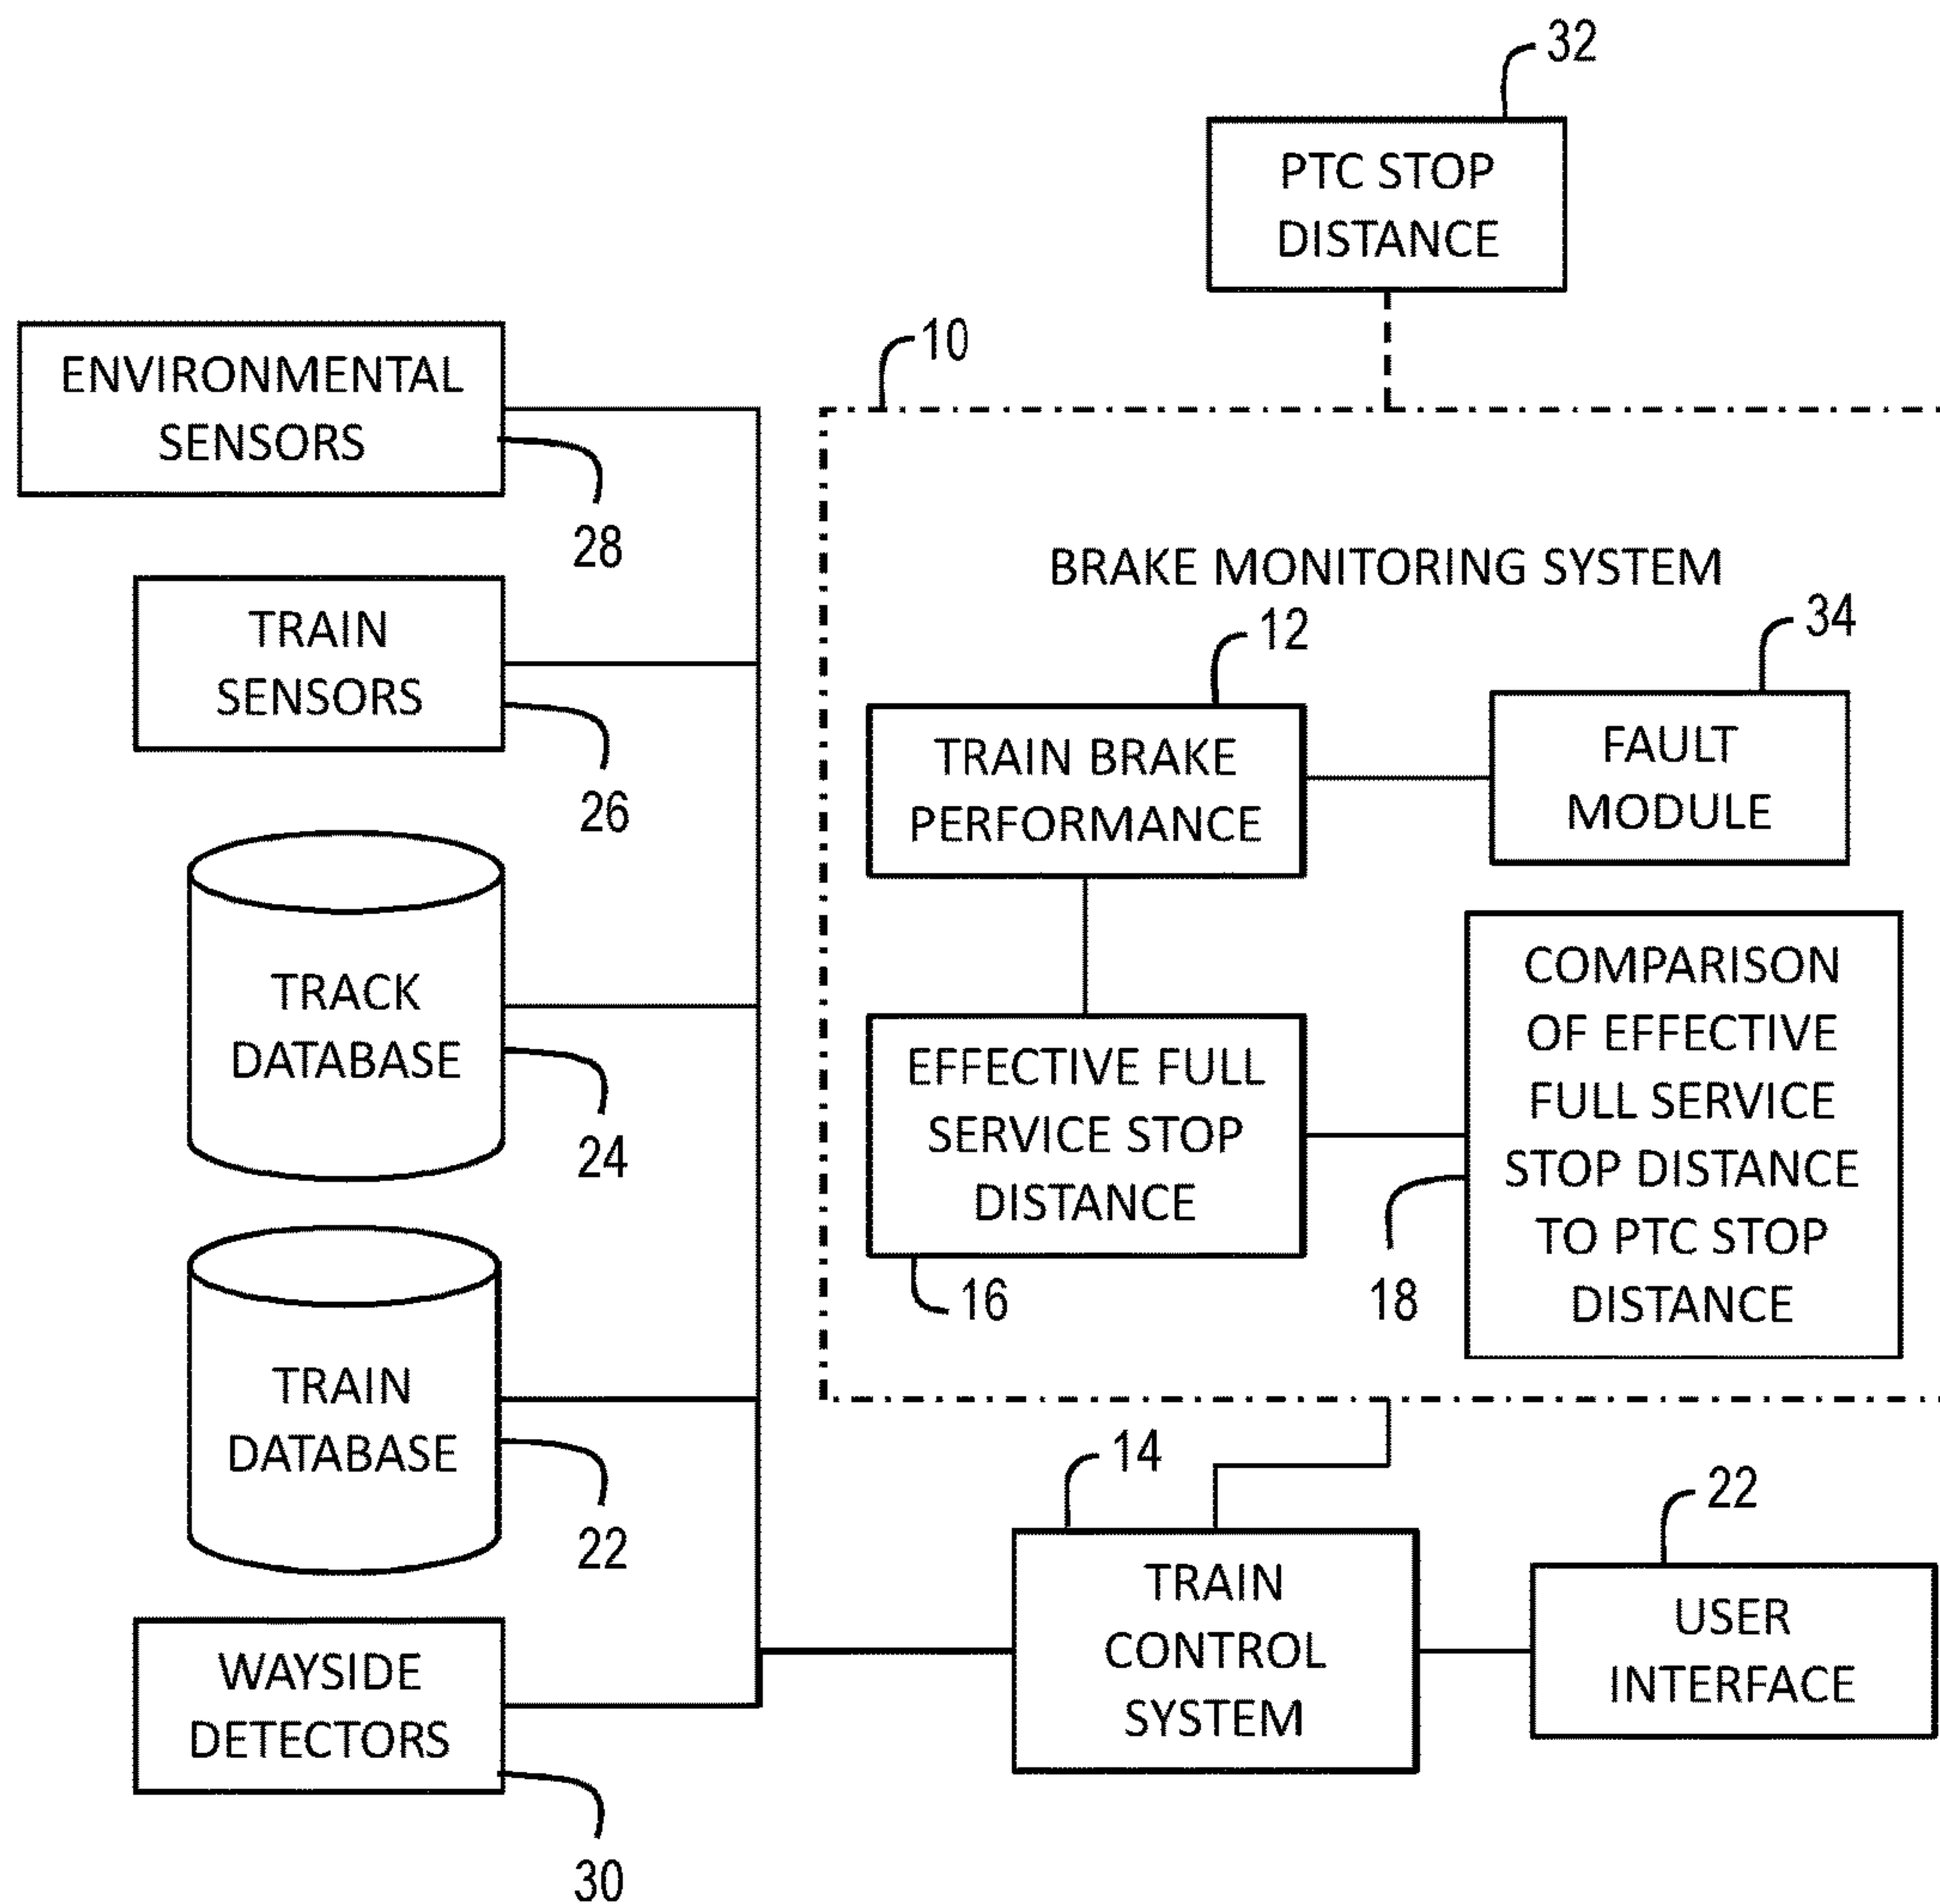 32
PTC STOP
DISTANCE
10
ENVIRONMENTAL
SENSORS
28
TRAIN
SENSORS
26
TRACK
DATABASE
24
TRAIN
DATABASE
22
WAYSIDE
DETECTORS
30
BRAKE MONITORING SYSTEM
12
TRAIN BRAKE
PERFORMANCE
34
FAULT
MODULE
EFFECTIVE FULL
SERVICE STOP
DISTANCE
16
COMPARISON
OF EFFECTIVE
FULL SERVICE
STOP DISTANCE
TO PTC STOP
DISTANCE
18
14
TRAIN
CONTROL
SYSTEM
22
USER
INTERFACE